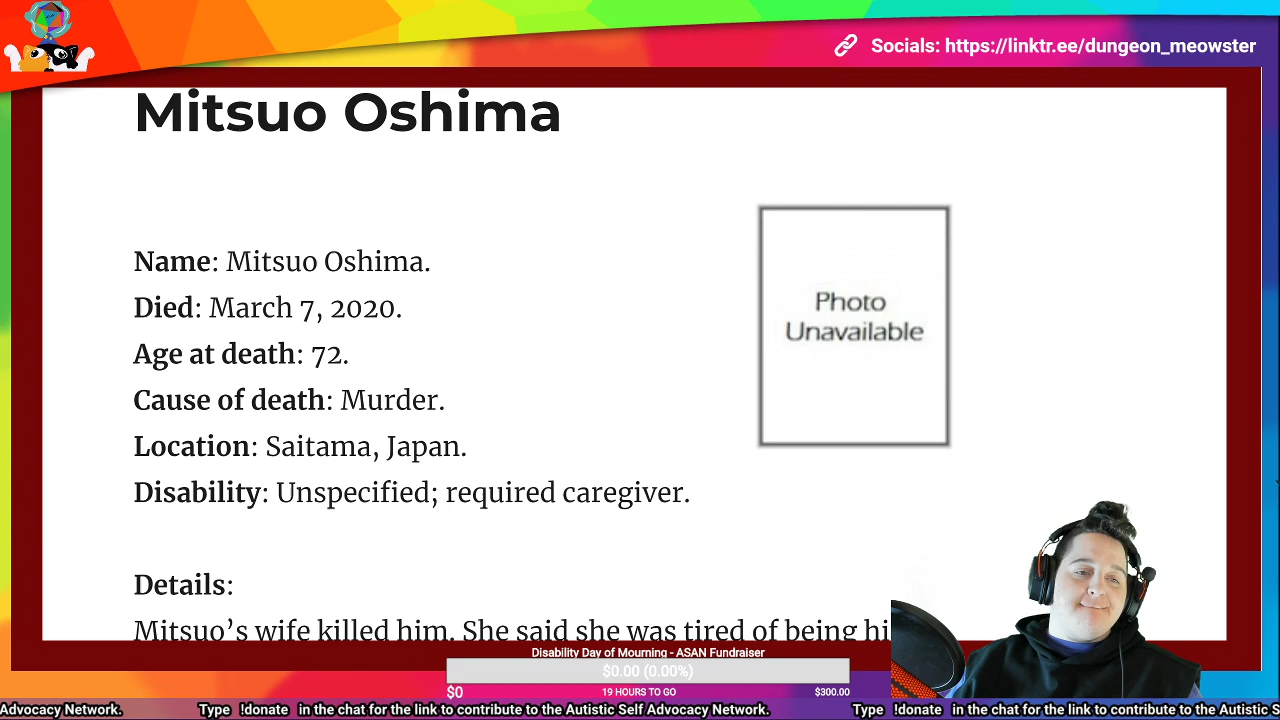 Socials: https://linktr.ee/dungeon_meowster
Mitsuo Oshima
Name: Mitsuo Oshima.
Died: March 7, 2020.
Age at death: 72.
Cause of death: Murder.
Location: Saitama, Japan.
Disability: Unspecified; required caregiver.
Photo
Unavailable
Details:
Mitsuo’s wife killed him. She said she was tired of being hi
Disability Day of Mourning - ASAN Fundraiser
$0.00 (0.00%)
$0 19 HOURS TO GO $300.00
Advocacy Network. Type !donate in the chat for the link to contribute to the Autistic Self Advocacy Network. Type !donate in the chat for the link to contribute to the Autistic S